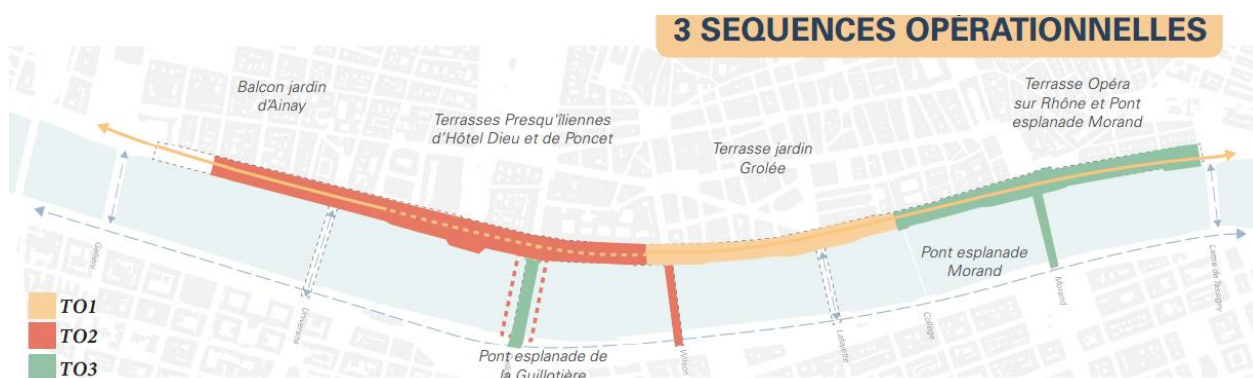 3 SEQUENCES OPÉRATIONNELLES
Balcon jardin
d'Ainay
Terrasses Presqu'îliennes
d'Hôtel Dieu et de Poncet
Terrasse jardin
Grolée
Terrasse Opéra
sur Rhône et Pont
esplanade Morand
Pont esplanade
Morand
Gallieni
Université
Wilson
Lafayette
Collège
Morand
Lattre de Tassigny
TO1
TO2
TO3
Pont esplanade de
la Guillotière